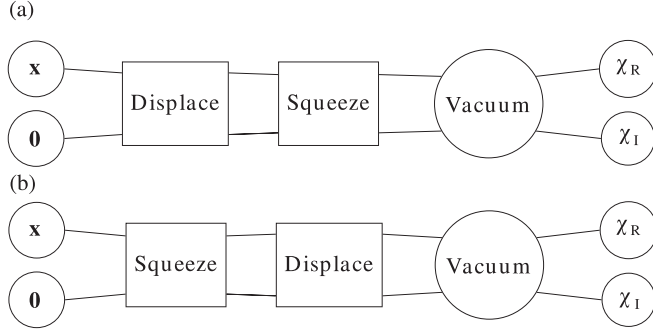 (a)
x
Displace
Squeeze
Vacuum
χR
0
χI
(b)
x
Squeeze
Displace
Vacuum
χR
0
χI